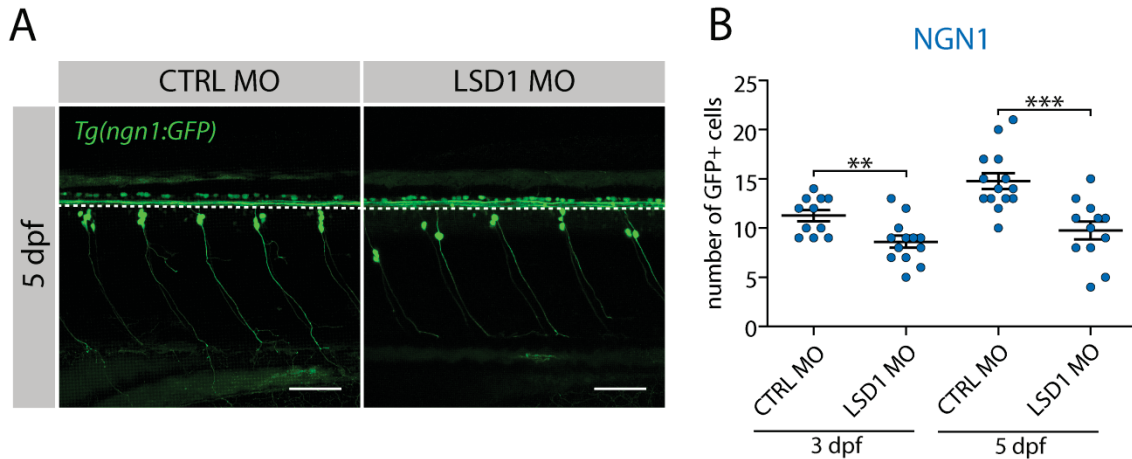 A
CTRL MO
LSD1 MO
Tg(ngn1:GFP)
5 dpf
B
NGN1
number of GFP+ cells
25
20
15
10
5
0
**
***
CTRL MO
LSD1 MO
CTRL MO
LSD1 MO
3 dpf
5 dpf